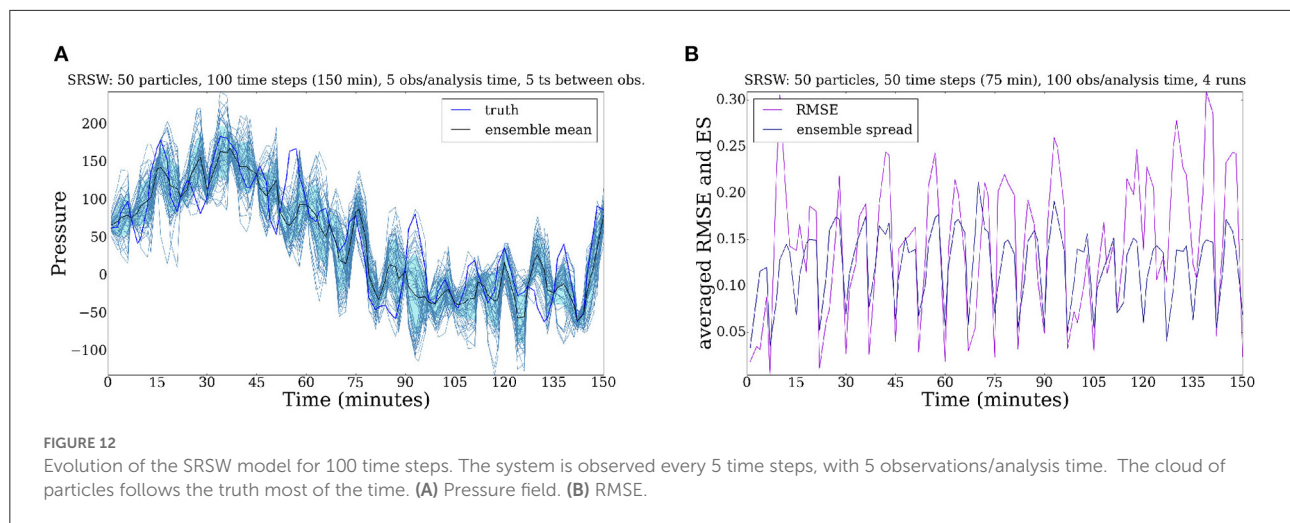 A
SRSW: 50 particles, 100 time steps (150 min), 5 obs/analysis time, 5 ts between obs.
truth
ensemble mean
Pressure
200
150
100
50
0
−50
−100
0 15 30 45 60 75 90 105 120 135 150
Time (minutes)
B
SRSW: 50 particles, 50 time steps (75 min), 100 obs/analysis time, 4 runs
RMSE
ensemble spread
averaged RMSE and ES
0.30
0.25
0.20
0.15
0.10
0.05
0 15 30 45 60 75 90 105 120 135 150
Time (minutes)
FIGURE 12
Evolution of the SRSW model for 100 time steps. The system is observed every 5 time steps, with 5 observations/analysis time. The cloud of
particles follows the truth most of the time. (A) Pressure field. (B) RMSE.